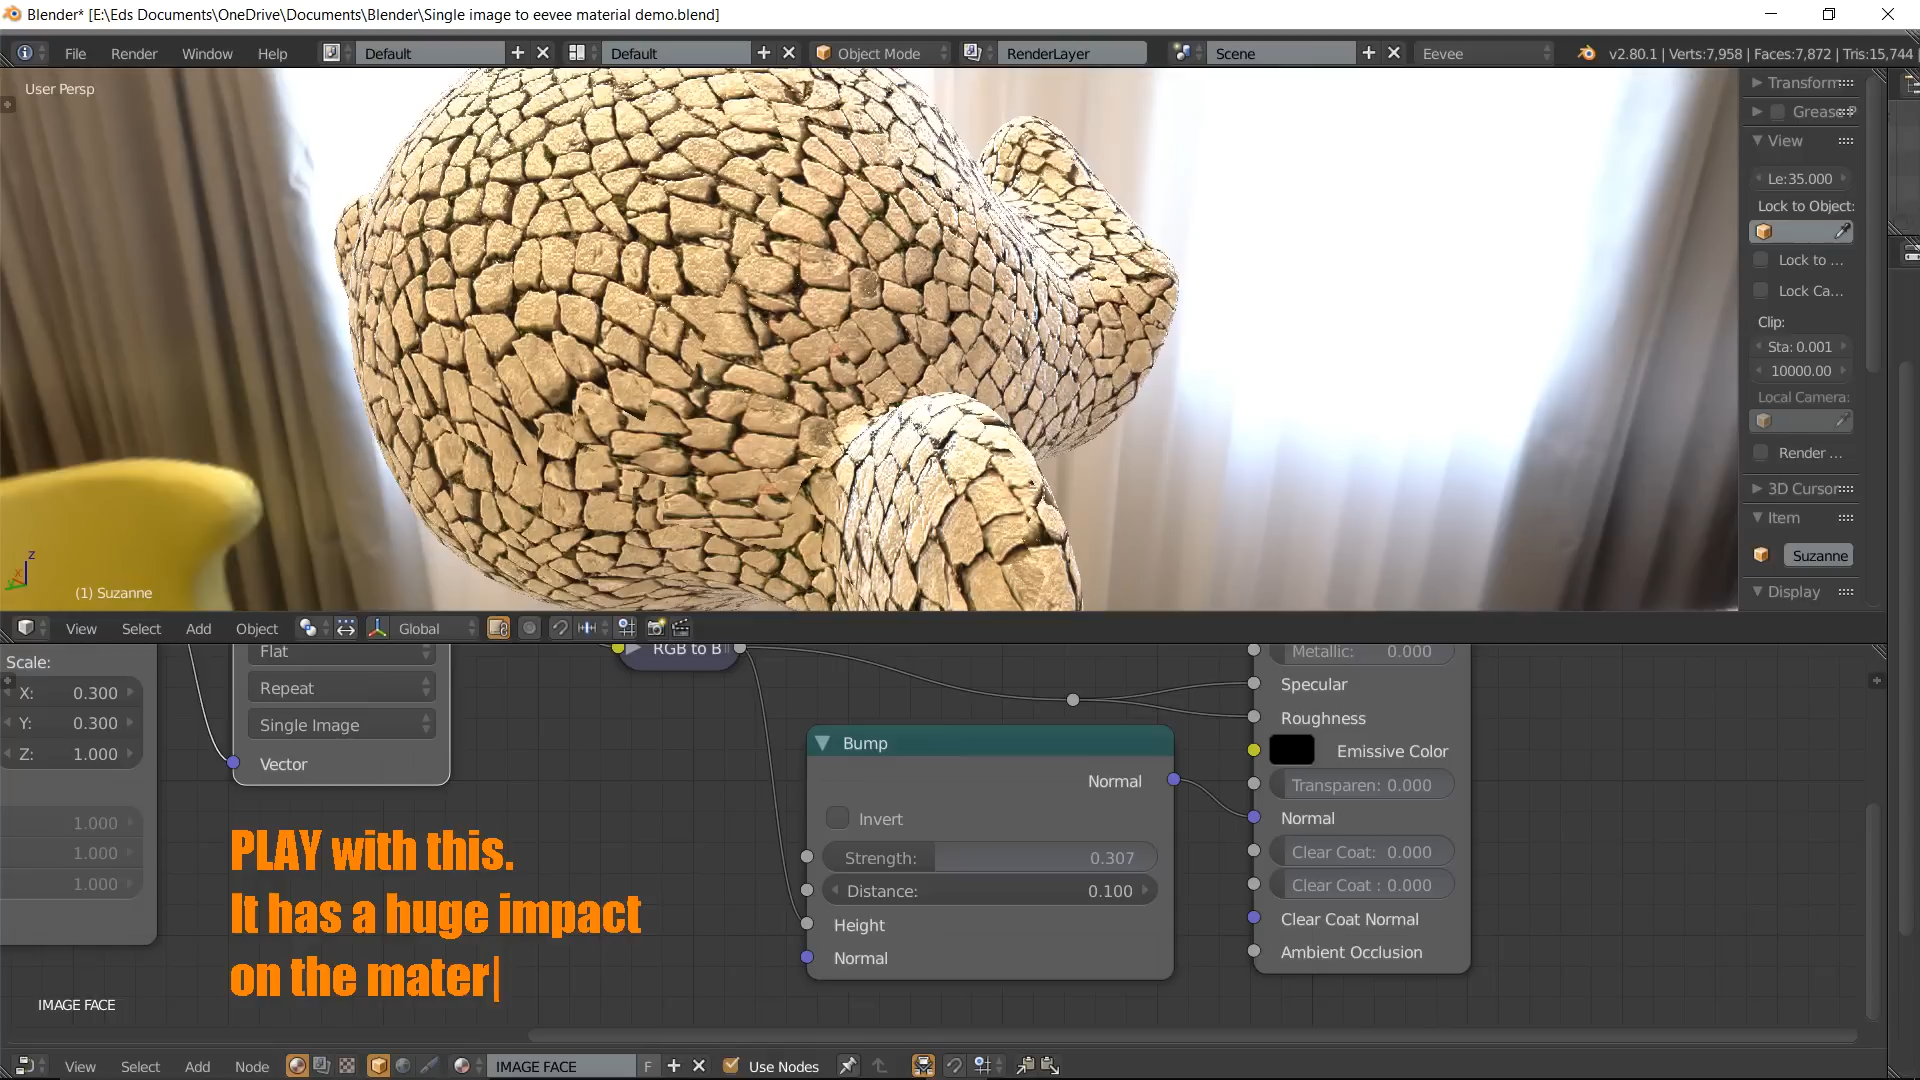 Blender* [E:\Eds Documents\OneDrive\Documents\Blender\Single image to eevee material demo.blend]
File Render Window Help Default Default Object Mode RenderLayer Scene Eevee v2.80.1 | Verts:7,958 | Faces:7,872 | Tris:15,744 |
User Persp
Transform
Grease P
View
Le:35.000
Lock to Object:
Lock to ...
Lock Ca...
Clip:
Sta: 0.001
10000.00
Local Camera:
Render ...
3D Cursor
Item
Suzanne
Display
z
x
y
(1) Suzanne
View Select Add Object Global
Scale:
X: 0.300
Y: 0.300
Z: 1.000
1.000
1.000
1.000
Flat
Repeat
Single Image
Vector
RGB to B
Bump
Normal
Invert
Strength: 0.307
Distance: 0.100
Height
Normal
Metallic: 0.000
Specular
Roughness
Emissive Color
Transparen: 0.000
Normal
Clear Coat: 0.000
Clear Coat : 0.000
Clear Coat Normal
Ambient Occlusion
PLAY with this.
It has a huge impact
on the mater|
IMAGE FACE
View Select Add Node IMAGE FACE F Use Nodes